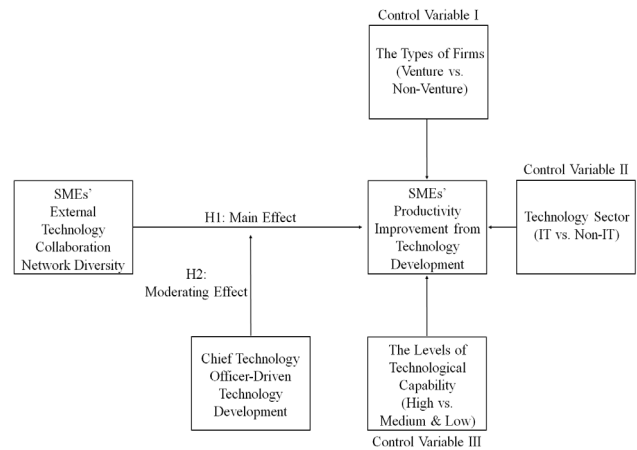 Control Variable I
The Types of Firms
(Venture vs.
Non-Venture)
Control Variable II
SMEs'
External
Technology
Collaboration
Network Diversity
H1: Main Effect
SMEs'
Productivity
Improvement from
Technology
Development
Technology Sector
(IT vs. Non-IT)
H2:
Moderating Effect
Chief Technology
Officer-Driven
Technology
Development
The Levels of
Technological
Capability
(High vs.
Medium & Low)
Control Variable III